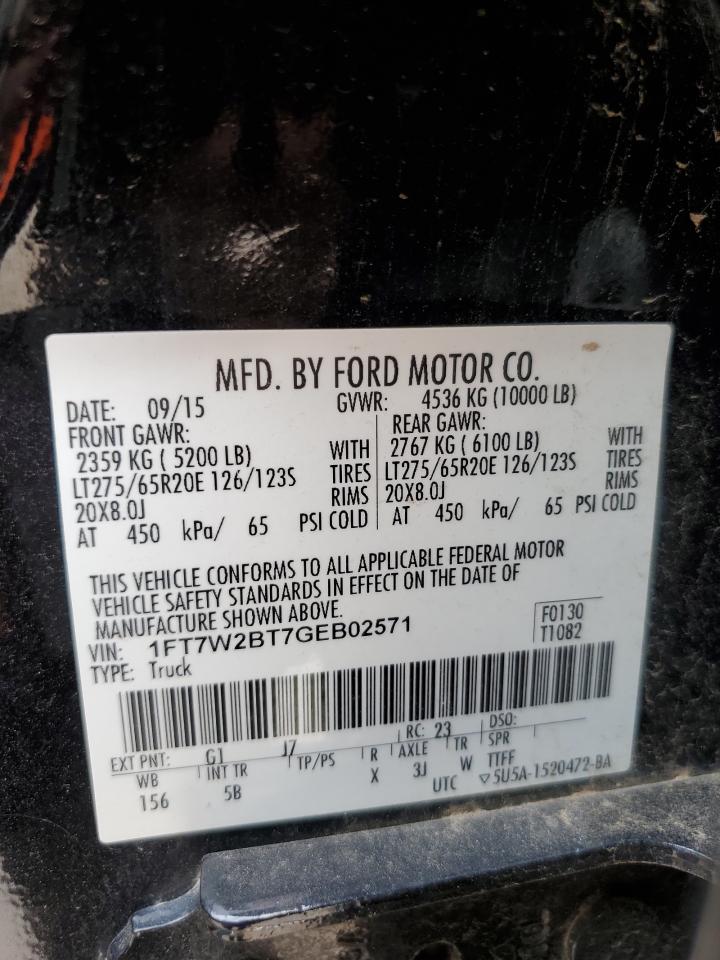 MFD. BY FORD MOTOR CO.
DATE: 09/15 GVWR: 4536 KG (10000 LB)
FRONT GAWR: REAR GAWR:
2359 KG ( 5200 LB) WITH 2767 KG ( 6100 LB) WITH
LT275/65R20E 126/123S TIRES LT275/65R20E 126/123S TIRES
20X8.0J RIMS 20X8.0J RIMS
AT 450 kPa/ 65 PSI COLD AT 450 kPa/ 65 PSI COLD
THIS VEHICLE CONFORMS TO ALL APPLICABLE FEDERAL MOTOR
VEHICLE SAFETY STANDARDS IN EFFECT ON THE DATE OF
MANUFACTURE SHOWN ABOVE.
VIN: 1FT7W2BT7GEB02571 F0130
TYPE: Truck T1082
EXT PNT: G1 J7 RC: 23 DSO:
WB INT TR TP/PS R AXLE TR SPR
156 5B X 3J W TTFF
UTC ▽5U5A-1520472-BA